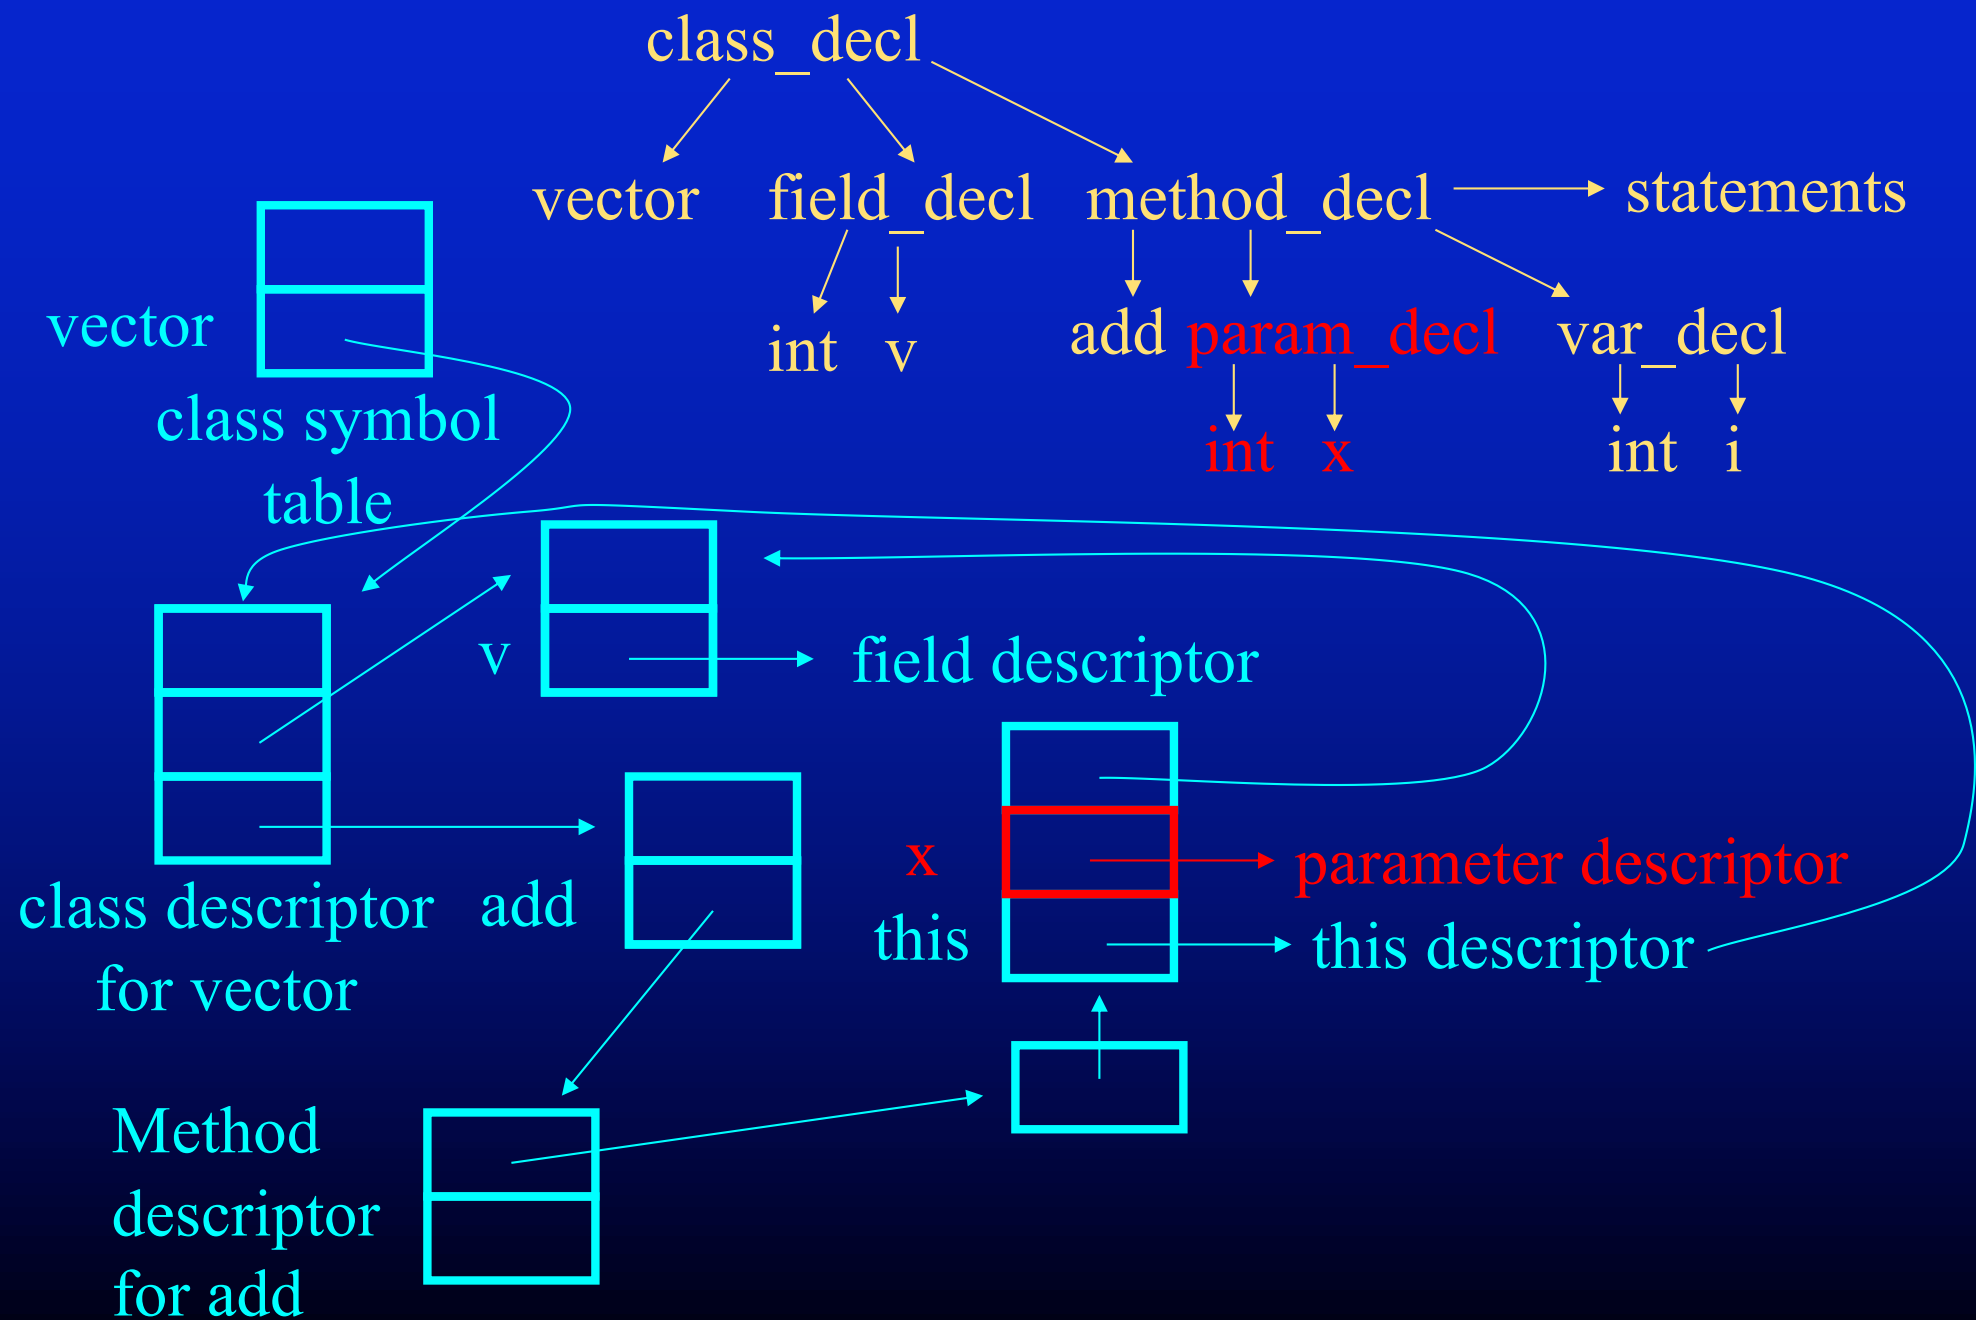 class_decl
vector field_decl method_decl statements
vector
int v
add param_decl var_decl
int x int i
class symbol
table
v field descriptor
x parameter descriptor
class descriptor add this this descriptor
for vector
Method
descriptor
for add